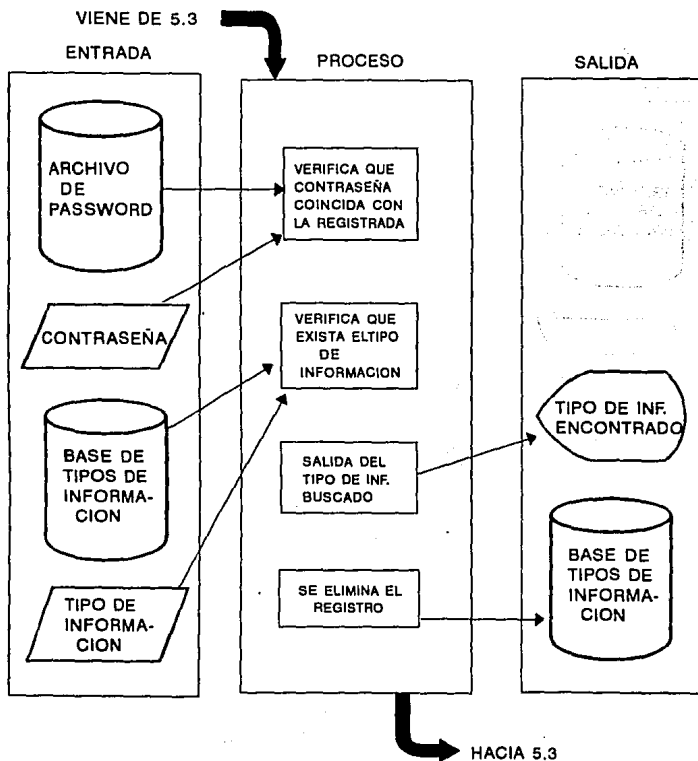 VIENE DE 5.3
ENTRADA
PROCESO
SALIDA
ARCHIVO
DE
PASSWORD
CONTRASEÑA
BASE DE
TIPOS DE
INFORMA-
CION
TIPO DE
INFORMA-
CION
VERIFICA QUE
CONTRASEÑA
COINCIDA CON
LA REGISTRADA
VERIFICA QUE
EXISTA ELTIPO
DE
INFORMACION
SALIDA DEL
TIPO DE INF.
BUSCADO
SE ELIMINA EL
REGISTRO
TIPO DE INF.
ENCONTRADO
BASE DE
TIPOS DE
INFORMA-
CION
HACIA 5.3